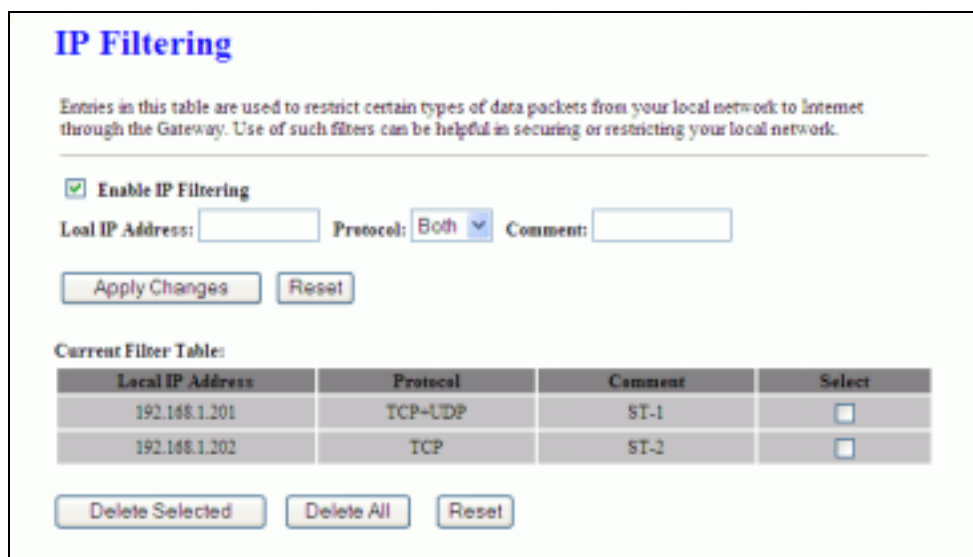 IP Filtering
Entries in this table are used to restrict certain types of data packets from your local network to Internet
through the Gateway. Use of such filters can be helpful in securing or restricting your local network.
Enable IP Filtering
Loal IP Address: Protocol: Both Comment:
Apply Changes Reset
Current Filter Table:
Local IP Address Protocol Comment Select
192.168.1.201 TCP+UDP ST-1
192.168.1.202 TCP ST-2
Delete Selected Delete All Reset